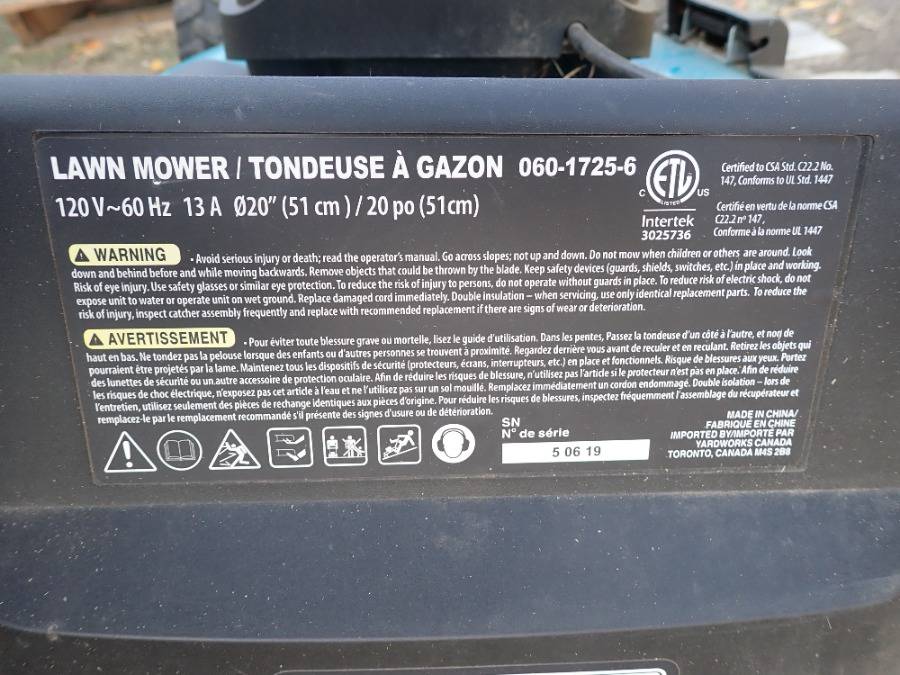 LAWN MOWER / TONDEUSE À GAZON 060-1725-6
120 V~60 Hz 13 A Ø20" (51 cm) / 20 po (51cm)
C ETL US
LISTED
Intertek
3025736
Certified to CSA Std. C22.2 No.
147, Conforms to UL Std. 1447
Certifié en vertu de la norme CSA
C22.2 nº 147,
Conforme à la norme UL 1447
WARNING • Avoid serious injury or death; read the operator's manual. Go across slopes; not up and down. Do not mow when children or others are around. Look
down and behind before and while moving backwards. Remove objects that could be thrown by the blade. Keep safety devices (guards, shields, switches, etc.) in place and working.
Risk of eye injury. Use safety glasses or similar eye protection. To reduce the risk of injury to persons, do not operate without guards in place. To reduce risk of electric shock, do not
expose unit to water or operate unit on wet ground. Replace damaged cord immediately. Double insulation – when servicing, use only identical replacement parts. To reduce the
risk of injury, inspect catcher assembly frequently and replace with recommended replacement if there are signs of wear or deterioration.
AVERTISSEMENT • Pour éviter toute blessure grave ou mortelle, lisez le guide d'utilisation. Dans les pentes, Passez la tondeuse d'un côté à l'autre, et non de
haut en bas. Ne tondez pas la pelouse lorsque des enfants ou d'autres personnes se trouvent à proximité. Regardez derrière vous avant de reculer et en reculant. Retirez les objets qui
pourraient être projetés par la lame. Maintenez tous les dispositifs de sécurité (protecteurs, écrans, interrupteurs, etc.) en place et fonctionnels. Risque de blessures aux yeux. Portez
des lunettes de sécurité ou un autre accessoire de protection oculaire. Afin de réduire les risques de blessure, n'utilisez pas l'article si le protecteur n'est pas en place. Afin de réduire
les risques de choc électrique, n'exposez pas cet article à l'eau et ne l'utilisez pas sur un sol mouillé. Remplacez immédiatement un cordon endommagé. Double isolation – lors de
l'entretien, utilisez seulement des pièces de rechange identiques aux pièces d'origine. Pour réduire les risques de blessures, inspectez fréquemment l'assemblage du récupérateur et
remplacez-le par le remplacement recommandé s'il présente des signes d'usure ou de détérioration.
SN
Nº de série
5 06 19
MADE IN CHINA/
FABRIQUÉ EN CHINE
IMPORTED BY/IMPORTÉ PAR
YARDWORKS CANADA
TORONTO, CANADA M4S 2B8